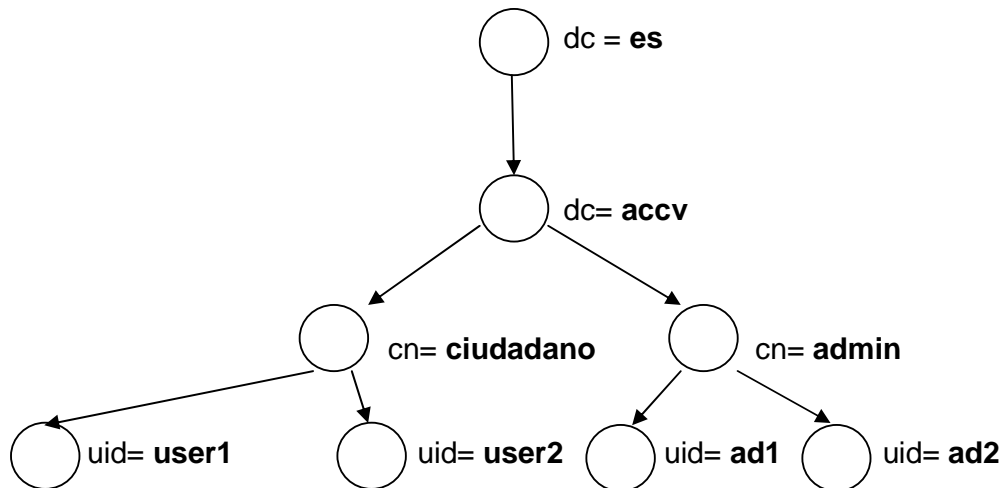 dc = es
dc= accv
cn= ciudadano
cn= admin
uid= user1
uid= user2
uid= ad1
uid= ad2